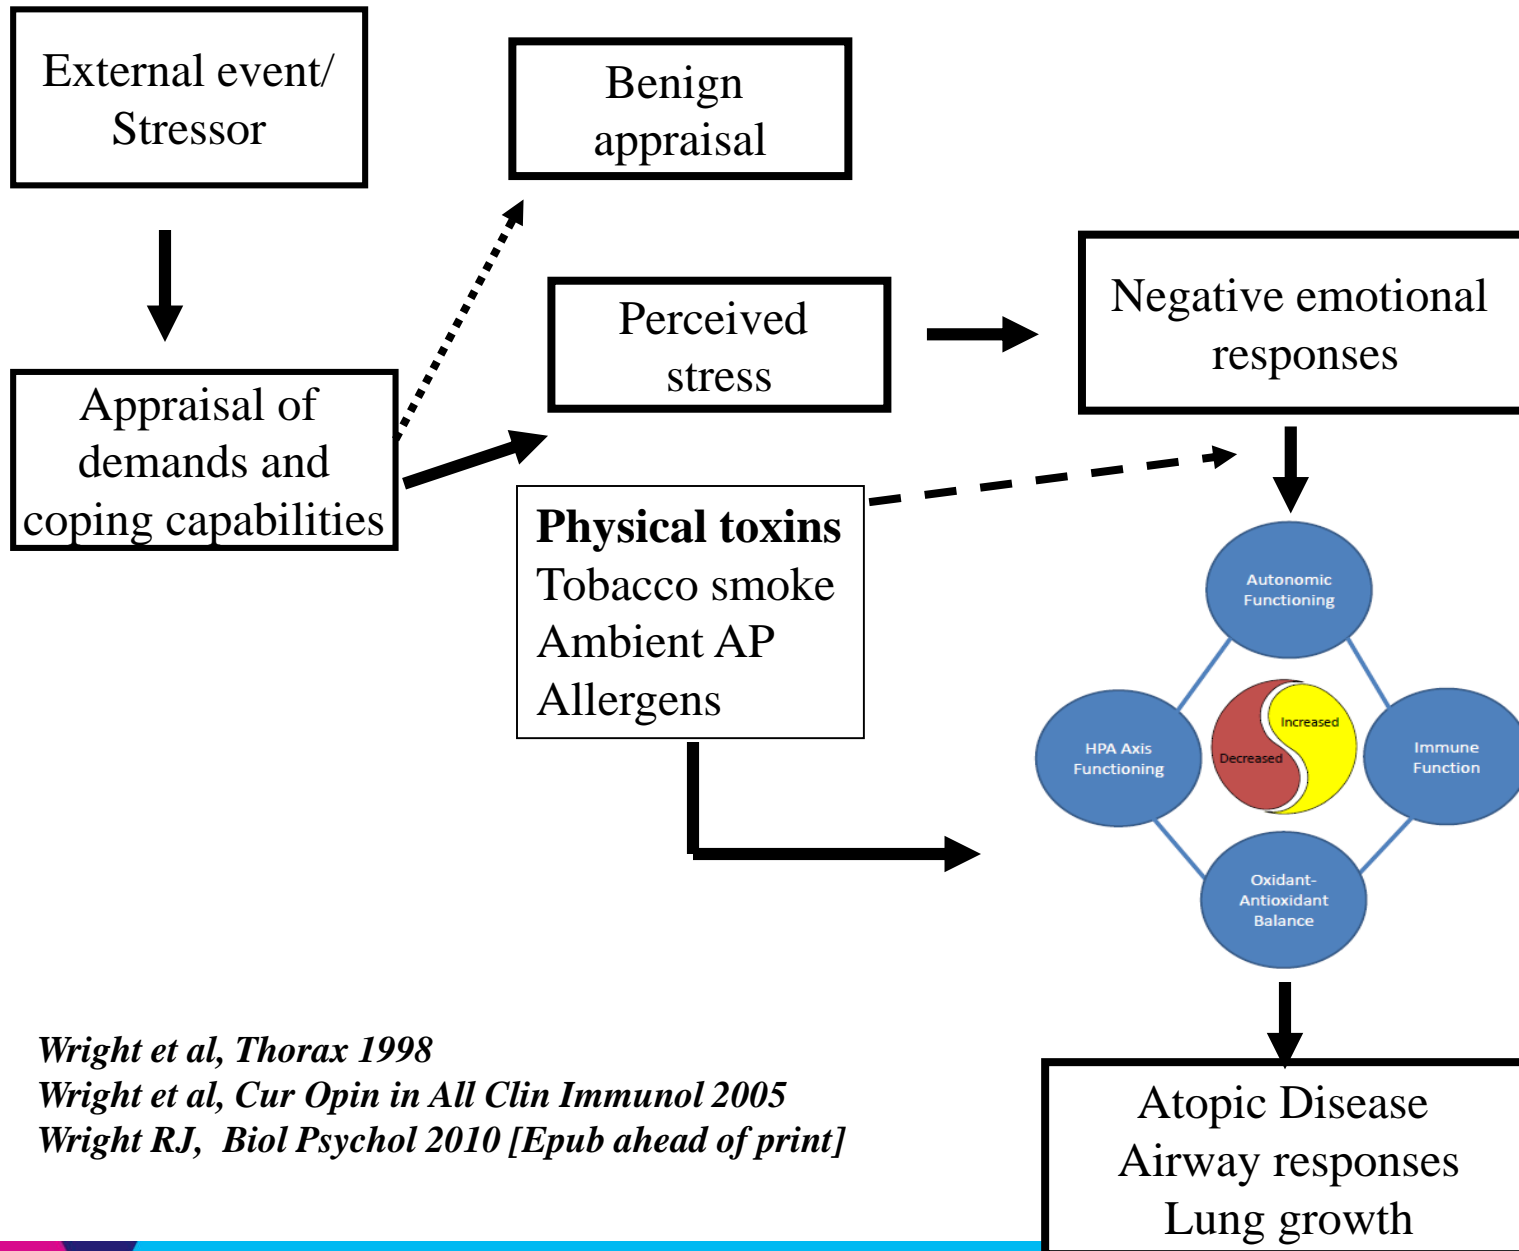 External event/
Stressor
Benign
appraisal
Appraisal of
demands and
coping capabilities
Perceived
stress
Negative emotional
responses
Physical toxins
Tobacco smoke
Ambient AP
Allergens
Autonomic
Functioning
HPA Axis
Functioning
Decreased
Increased
Immune
Function
Oxidant-
Antioxidant
Balance
Atopic Disease
Airway responses
Lung growth
Wright et al, Thorax 1998
Wright et al, Cur Opin in All Clin Immunol 2005
Wright RJ, Biol Psychol 2010 [Epub ahead of print]